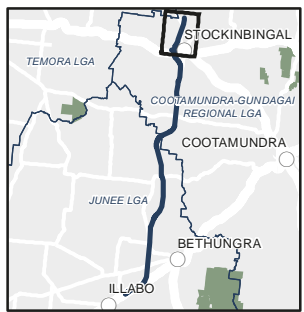 STOCKINBINGAL
TEMORA LGA
COOTAMUNDRA-GUNDAGAI
REGIONAL LGA
COOTAMUNDRA
JUNEE LGA
BETHUNGRA
ILLABO